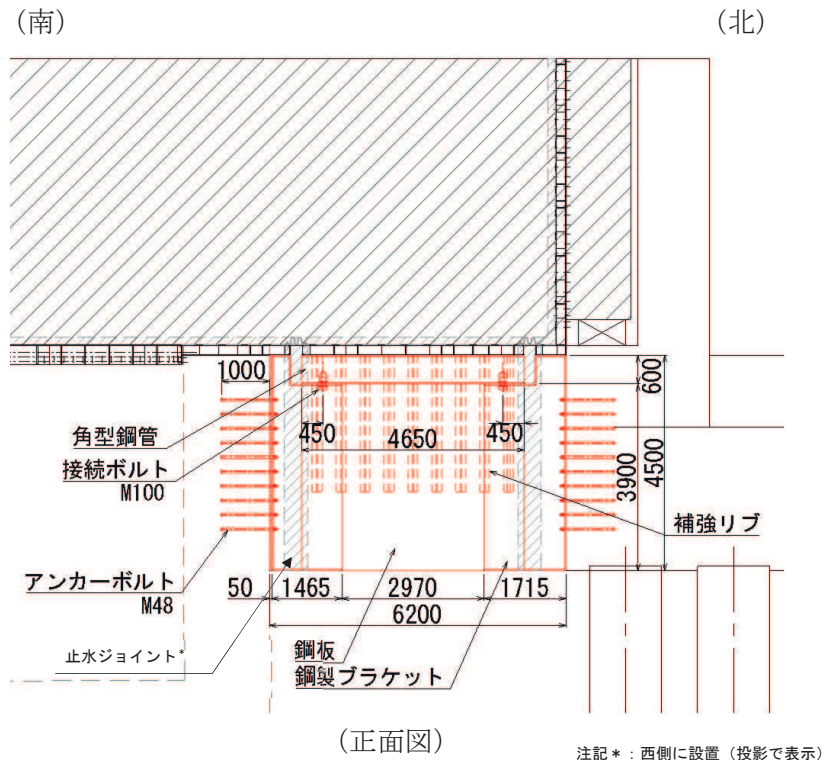 (南)
(北)
1000
600
角型鋼管
450
4650
450
接続ボルト
M100
3900
4500
補強リブ
アンカーボルト
M48
50
1465
2970
1715
6200
止水ジョイント*
鋼板
鋼製ブラケット
(正面図)
注記*:西側に設置(投影で表示)